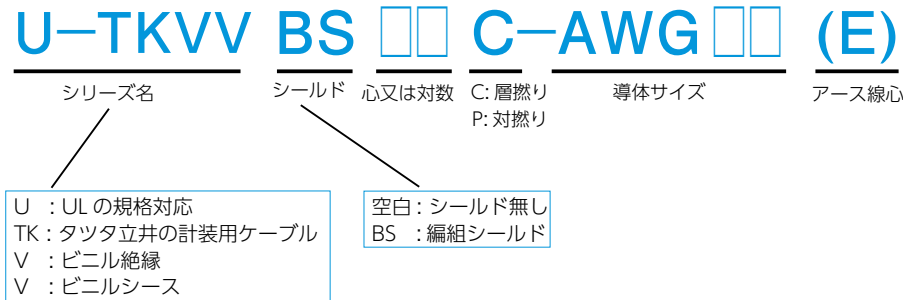 U−TKVV BS □□ C−AWG□□ (E)
シリーズ名 シールド 心又は対数 C: 層撚り 導体サイズ アース線心
P: 対撚り
U : UL の規格対応
TK : タツタ立井の計装用ケーブル
V : ビニル絶縁
V : ビニルシース
空白 : シールド無し
BS : 編組シールド